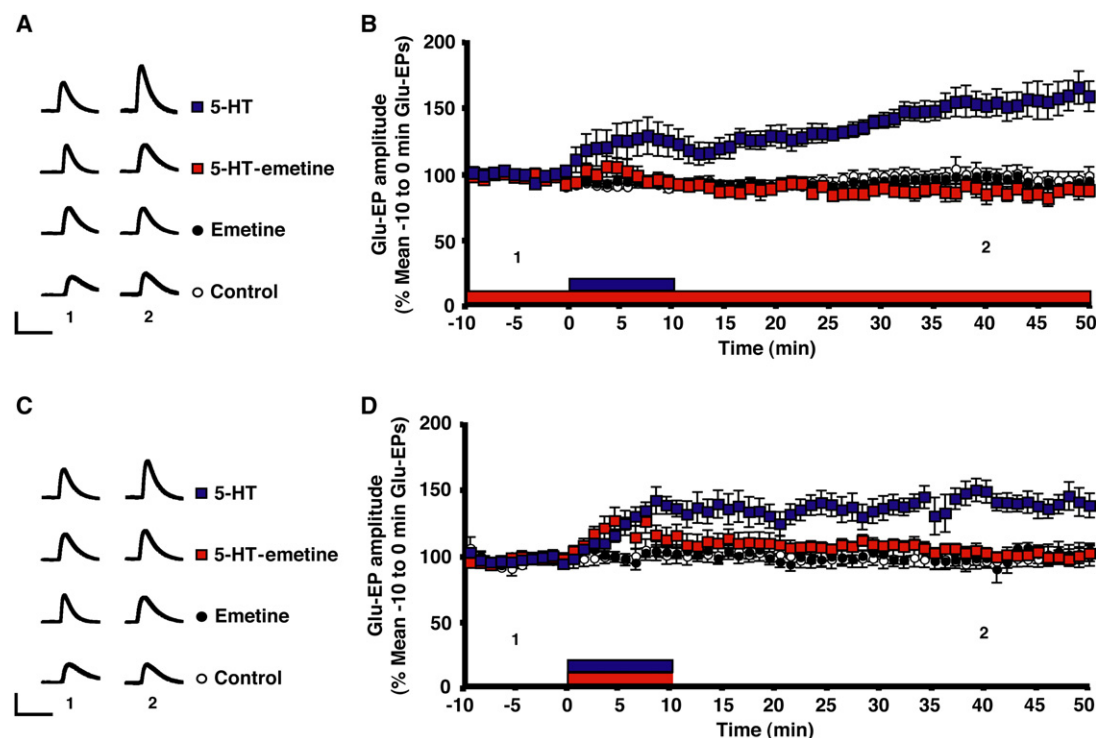 A
5-HT
5-HT-emetine
Emetine
Control
1 2
B
Glu-EP amplitude
(% Mean -10 to 0 min Glu-EPs)
200
150
100
50
0
1
2
-10 -5 0 5 10 15 20 25 30 35 40 45 50
Time (min)
C
5-HT
5-HT-emetine
Emetine
Control
1 2
D
Glu-EP amplitude
(% Mean -10 to 0 min Glu-EPs)
200
150
100
50
0
1
2
-10 -5 0 5 10 15 20 25 30 35 40 45 50
Time (min)